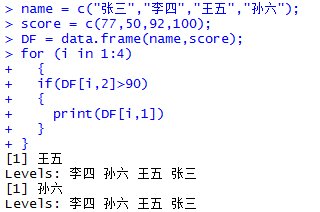 > name = c("张三","李四","王五","孙六");
> score = c(77,50,92,100);
> DF = data.frame(name,score);
> for (i in 1:4)
+ {
+ if(DF[i,2]>90)
+ {
+ print(DF[i,1])
+ }
+ }
[1] 王五
Levels: 李四 孙六 王五 张三
[1] 孙六
Levels: 李四 孙六 王五 张三